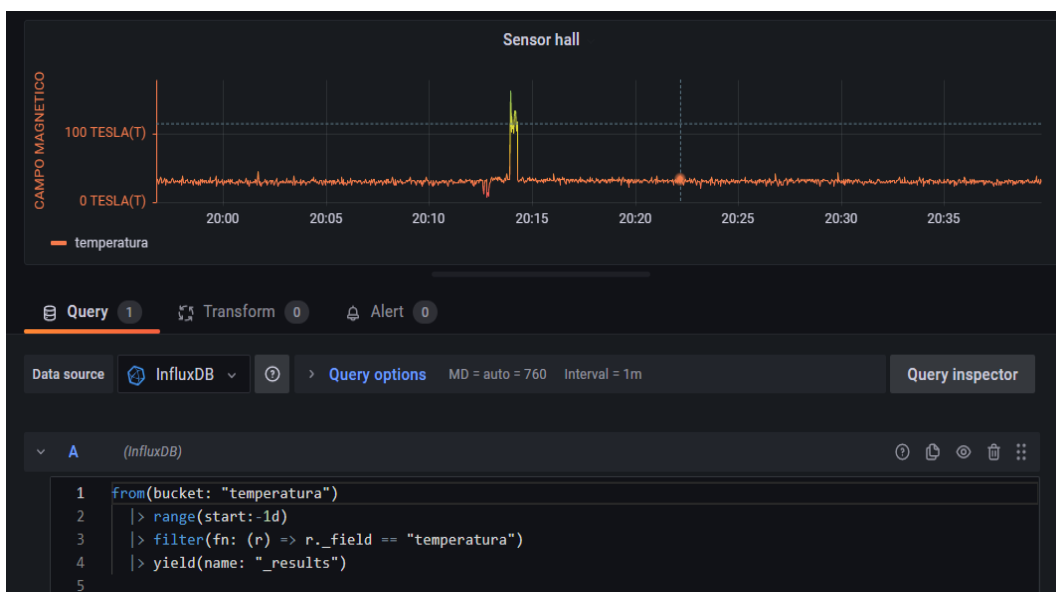 Sensor hall
CAMPO MAGNETICO
100 TESLA(T)
0 TESLA(T)
20:00 20:05 20:10 20:15 20:20 20:25 20:30 20:35
temperatura
Query 1 Transform 0 Alert 0
Data source InfluxDB Query options MD = auto = 760 Interval = 1m Query inspector
A (InfluxDB)
1 from(bucket: "temperatura")
2 |> range(start:-1d)
3 |> filter(fn: (r) => r._field == "temperatura")
4 |> yield(name: "_results")
5